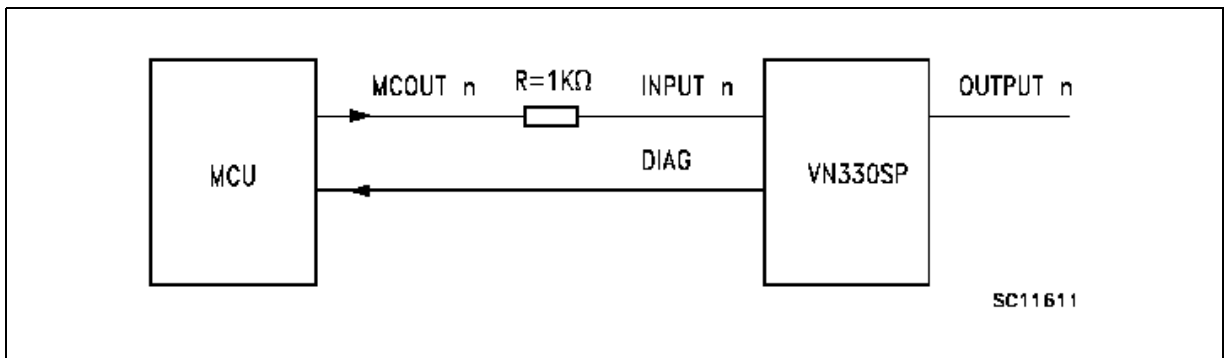 MCOUT n
R=1KΩ
INPUT n
OUTPUT n
DIAG
MCU
VN330SP
SC11611